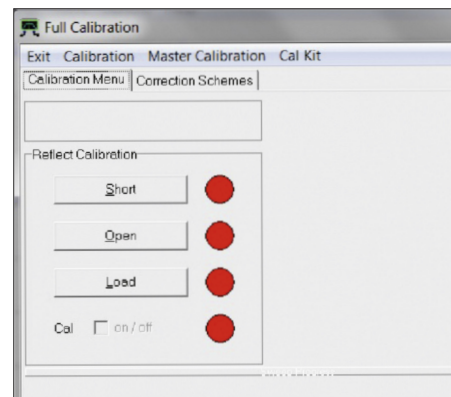 Full Calibration
Exit Calibration Master Calibration Cal Kit
Calibration Menu Correction Schemes
Reflect Calibration
Short
Open
Load
Cal on / off